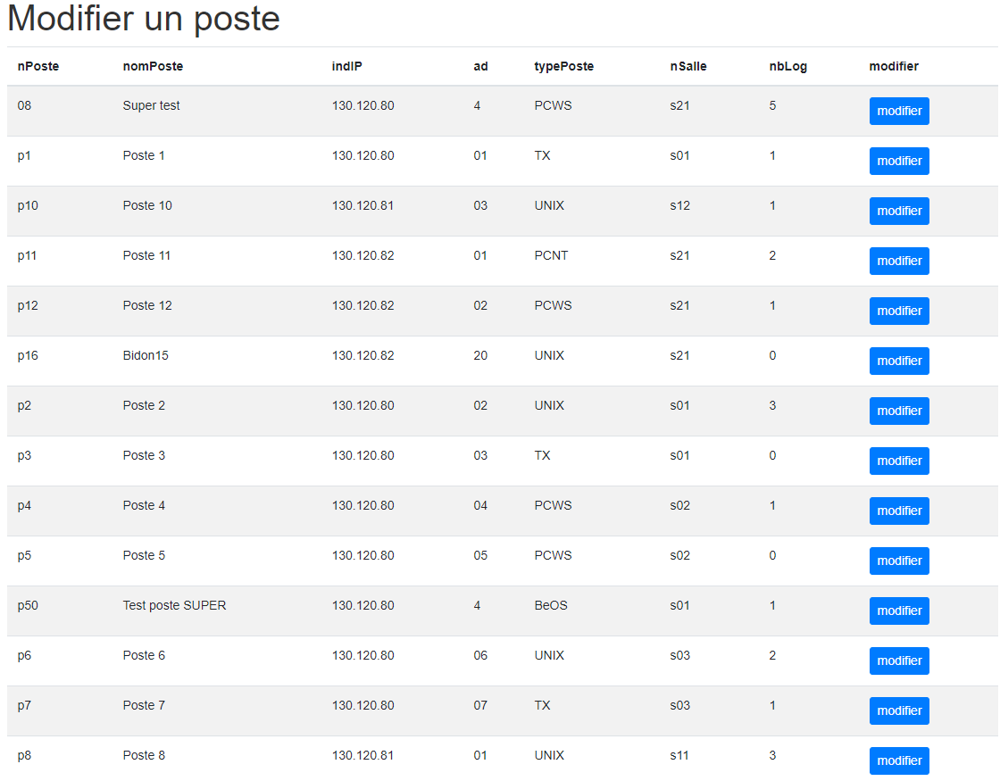 Modifier un poste
nPoste nomPoste indIP ad typePoste nSalle nbLog modifier
08 Super test 130.120.80 4 PCWS s21 5 modifier
p1 Poste 1 130.120.80 01 TX s01 1 modifier
p10 Poste 10 130.120.81 03 UNIX s12 1 modifier
p11 Poste 11 130.120.82 01 PCNT s21 2 modifier
p12 Poste 12 130.120.82 02 PCWS s21 1 modifier
p16 Bidon15 130.120.82 20 UNIX s21 0 modifier
p2 Poste 2 130.120.80 02 UNIX s01 3 modifier
p3 Poste 3 130.120.80 03 TX s01 0 modifier
p4 Poste 4 130.120.80 04 PCWS s02 1 modifier
p5 Poste 5 130.120.80 05 PCWS s02 0 modifier
p50 Test poste SUPER 130.120.80 4 BeOS s01 1 modifier
p6 Poste 6 130.120.80 06 UNIX s03 2 modifier
p7 Poste 7 130.120.80 07 TX s03 1 modifier
p8 Poste 8 130.120.81 01 UNIX s11 3 modifier